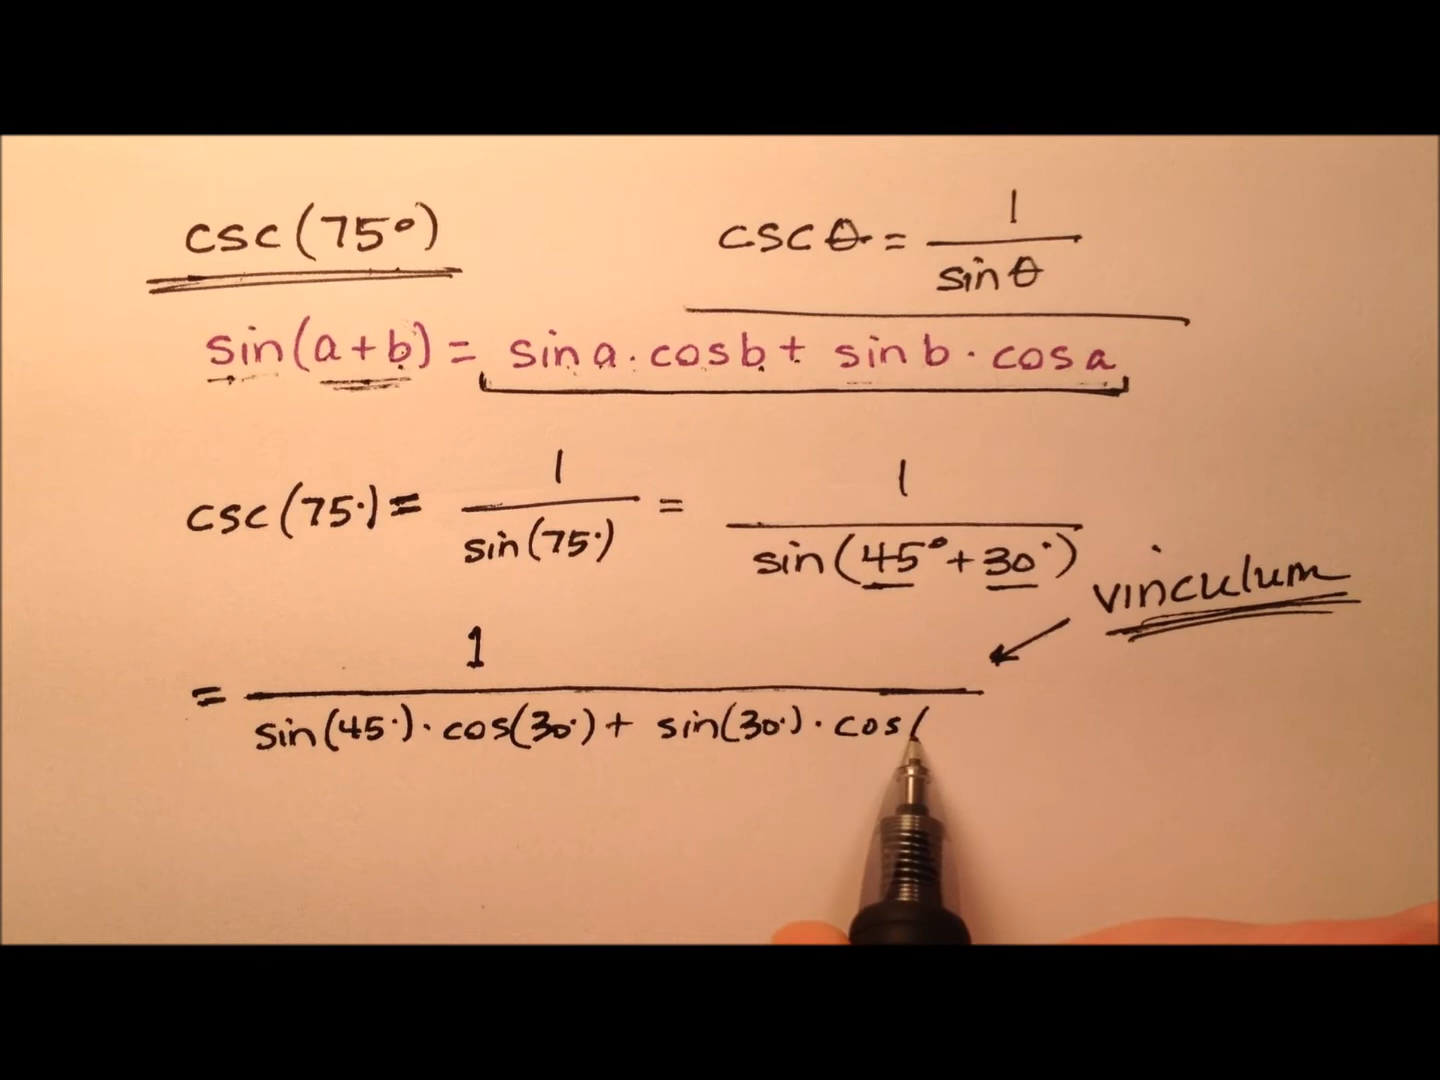 csc(75°)
cscθ = 1/sinθ
sin(a+b) = sin a · cos b + sin b · cos a
csc(75°) = 1/sin(75°) = 1/sin(45°+30°)
vinculum
= 1/sin(45°) · cos(30°) + sin(30°) · cos(